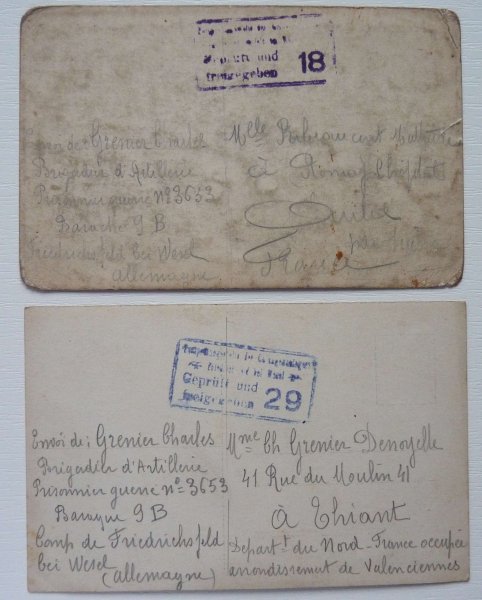 Geprüft und
freigegeben 18
Envoi de: Grenier Charles
Brigadier d'Artillerie
Prisonnier guerre n° 3653
Baraque 9 B
Friedrichsfeld bei Wesel
allemagne
Melle
à
France
Geprüft und
freigegeben 29
Envoi de: Grenier Charles
Brigadier d'Artillerie
Prisonnier guerre n° 3653
Baraque 9 B
Camp de Friedrichsfeld
bei Wesel
(allemagne)
Mme Ch Grenier Denoyelle
41 Rue du Moulin 41
à Thiant
Départ.t du Nord. France occupée
arrondissement de Valenciennes